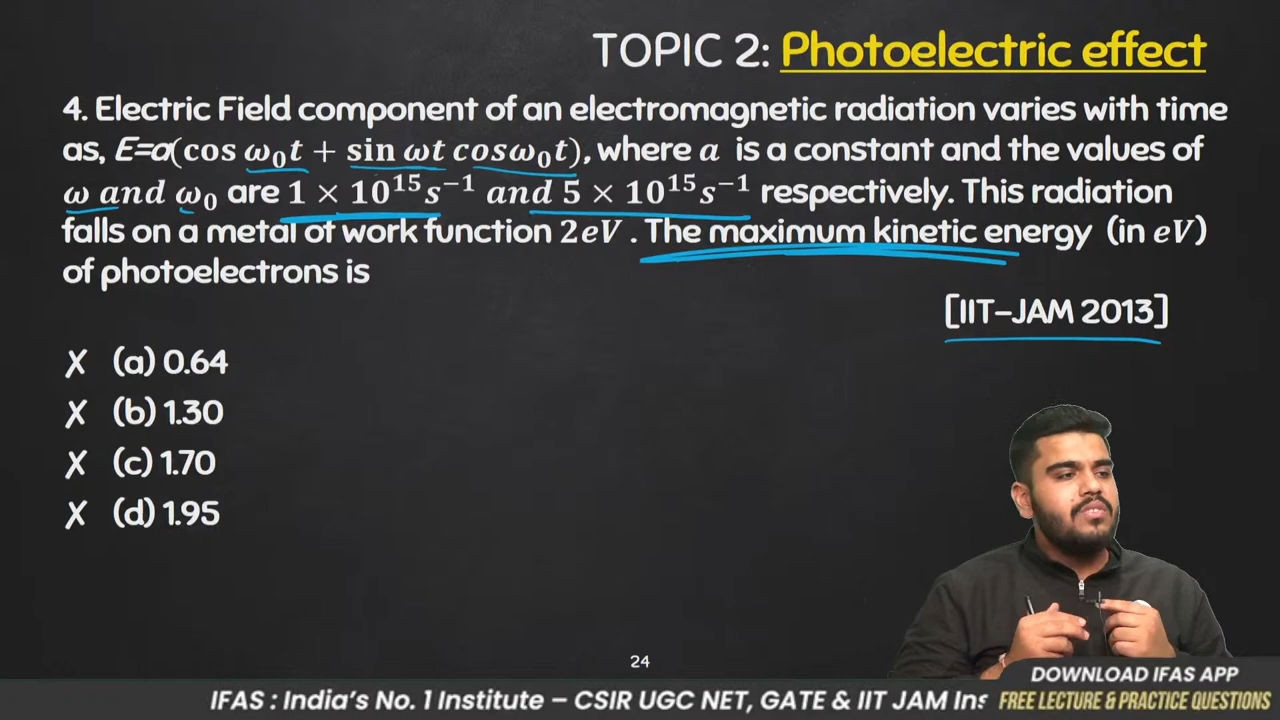 TOPIC 2: Photoelectric effect
4. Electric Field component of an electromagnetic radiation varies with time
as, E=a(cos ω₀t + sin ωt cosω₀t), where a is a constant and the values of
ω and ω₀ are 1 × 10¹⁵s⁻¹ and 5 × 10¹⁵s⁻¹ respectively. This radiation
falls on a metal of work function 2eV . The maximum kinetic energy (in eV)
of photoelectrons is
[IIT-JAM 2013]
X (a) 0.64
X (b) 1.30
X (c) 1.70
X (d) 1.95
24
DOWNLOAD IFAS APP
IFAS : India's No. 1 Institute – CSIR UGC NET, GATE & IIT JAM Ins
FREE LECTURE & PRACTICE QUESTIONS